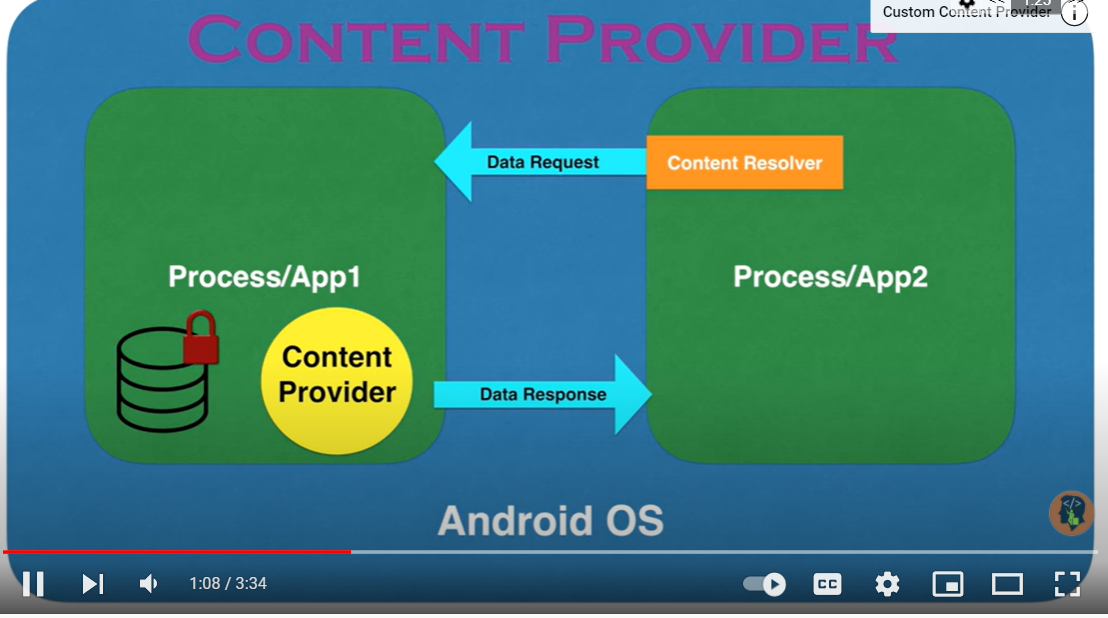 Custom Content Provider
CONTENT PROVIDER
Data Request
Content Resolver
Process/App1
Process/App2
Content
Provider
Data Response
Android OS
1:08 / 3:34
CC